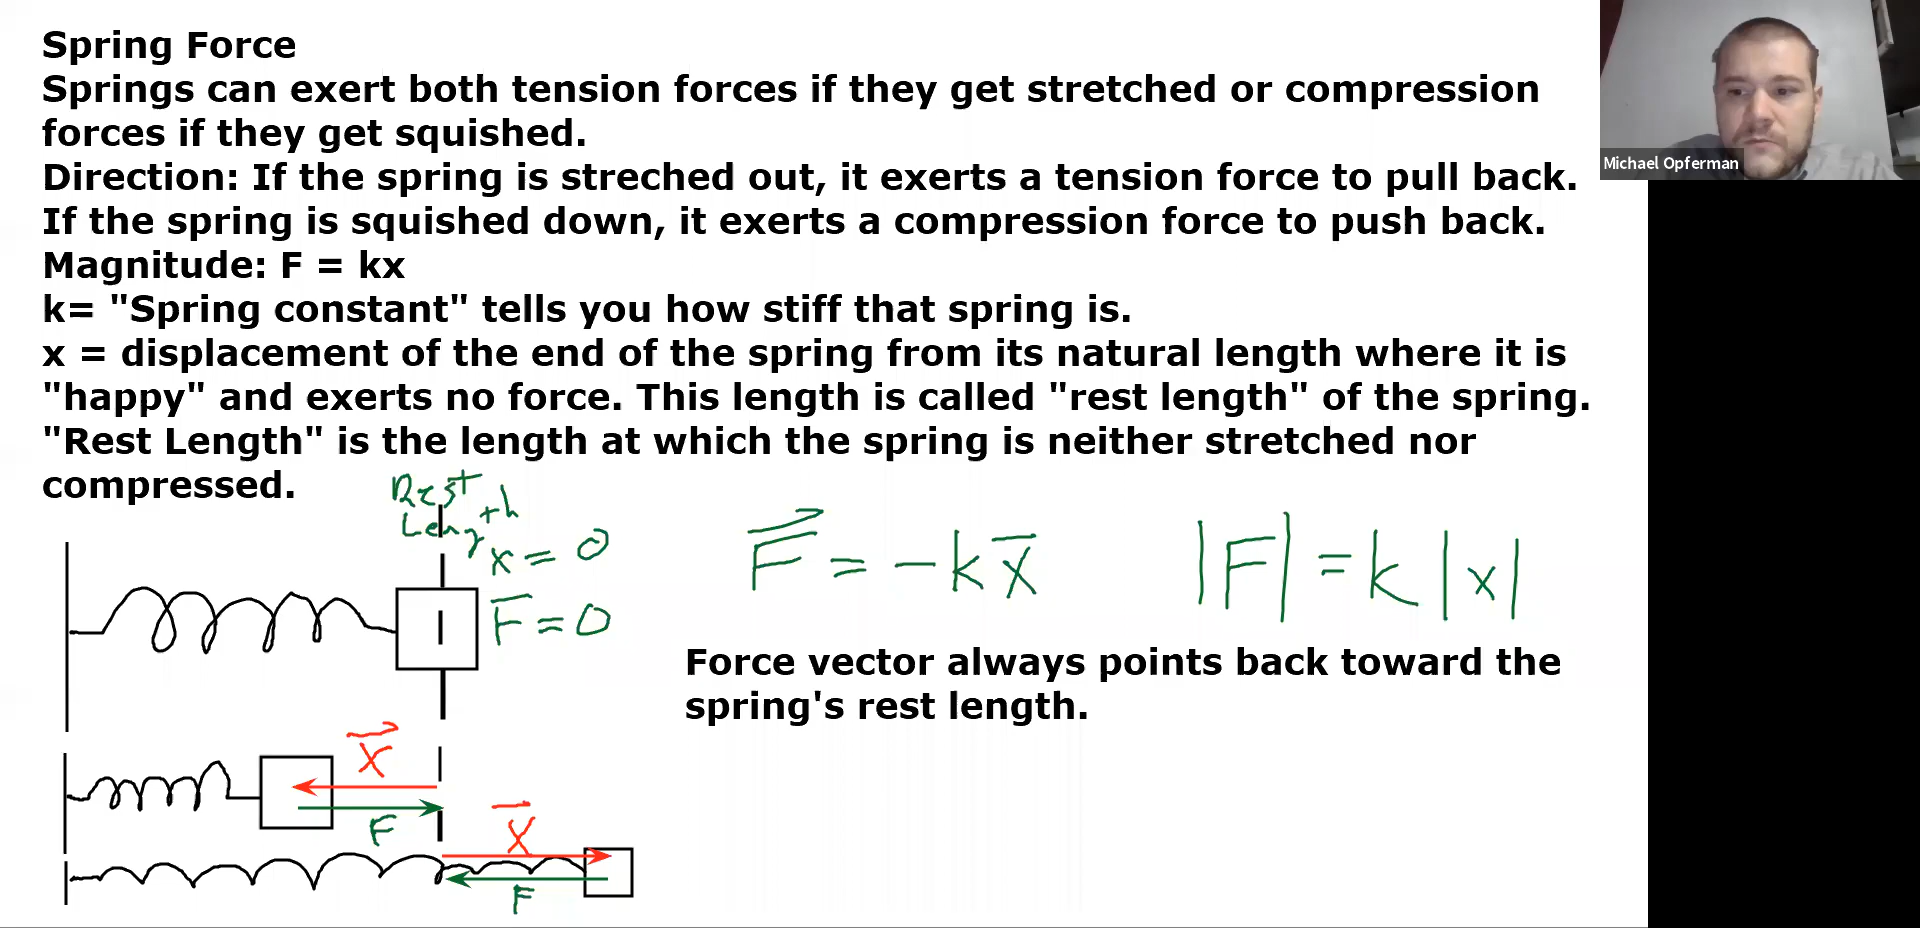 Spring Force
Springs can exert both tension forces if they get stretched or compression
forces if they get squished.
Direction: If the spring is streched out, it exerts a tension force to pull back.
If the spring is squished down, it exerts a compression force to push back.
Magnitude: F = kx
k= "Spring constant" tells you how stiff that spring is.
x = displacement of the end of the spring from its natural length where it is
"happy" and exerts no force. This length is called "rest length" of the spring.
"Rest Length" is the length at which the spring is neither stretched nor
compressed.
Rest
Length
x = 0
F⃗ = 0
F⃗ = -kx⃗
|F| = k|x|
Force vector always points back toward the
spring's rest length.
x⃗
F
x⃗
F
Michael Opferman